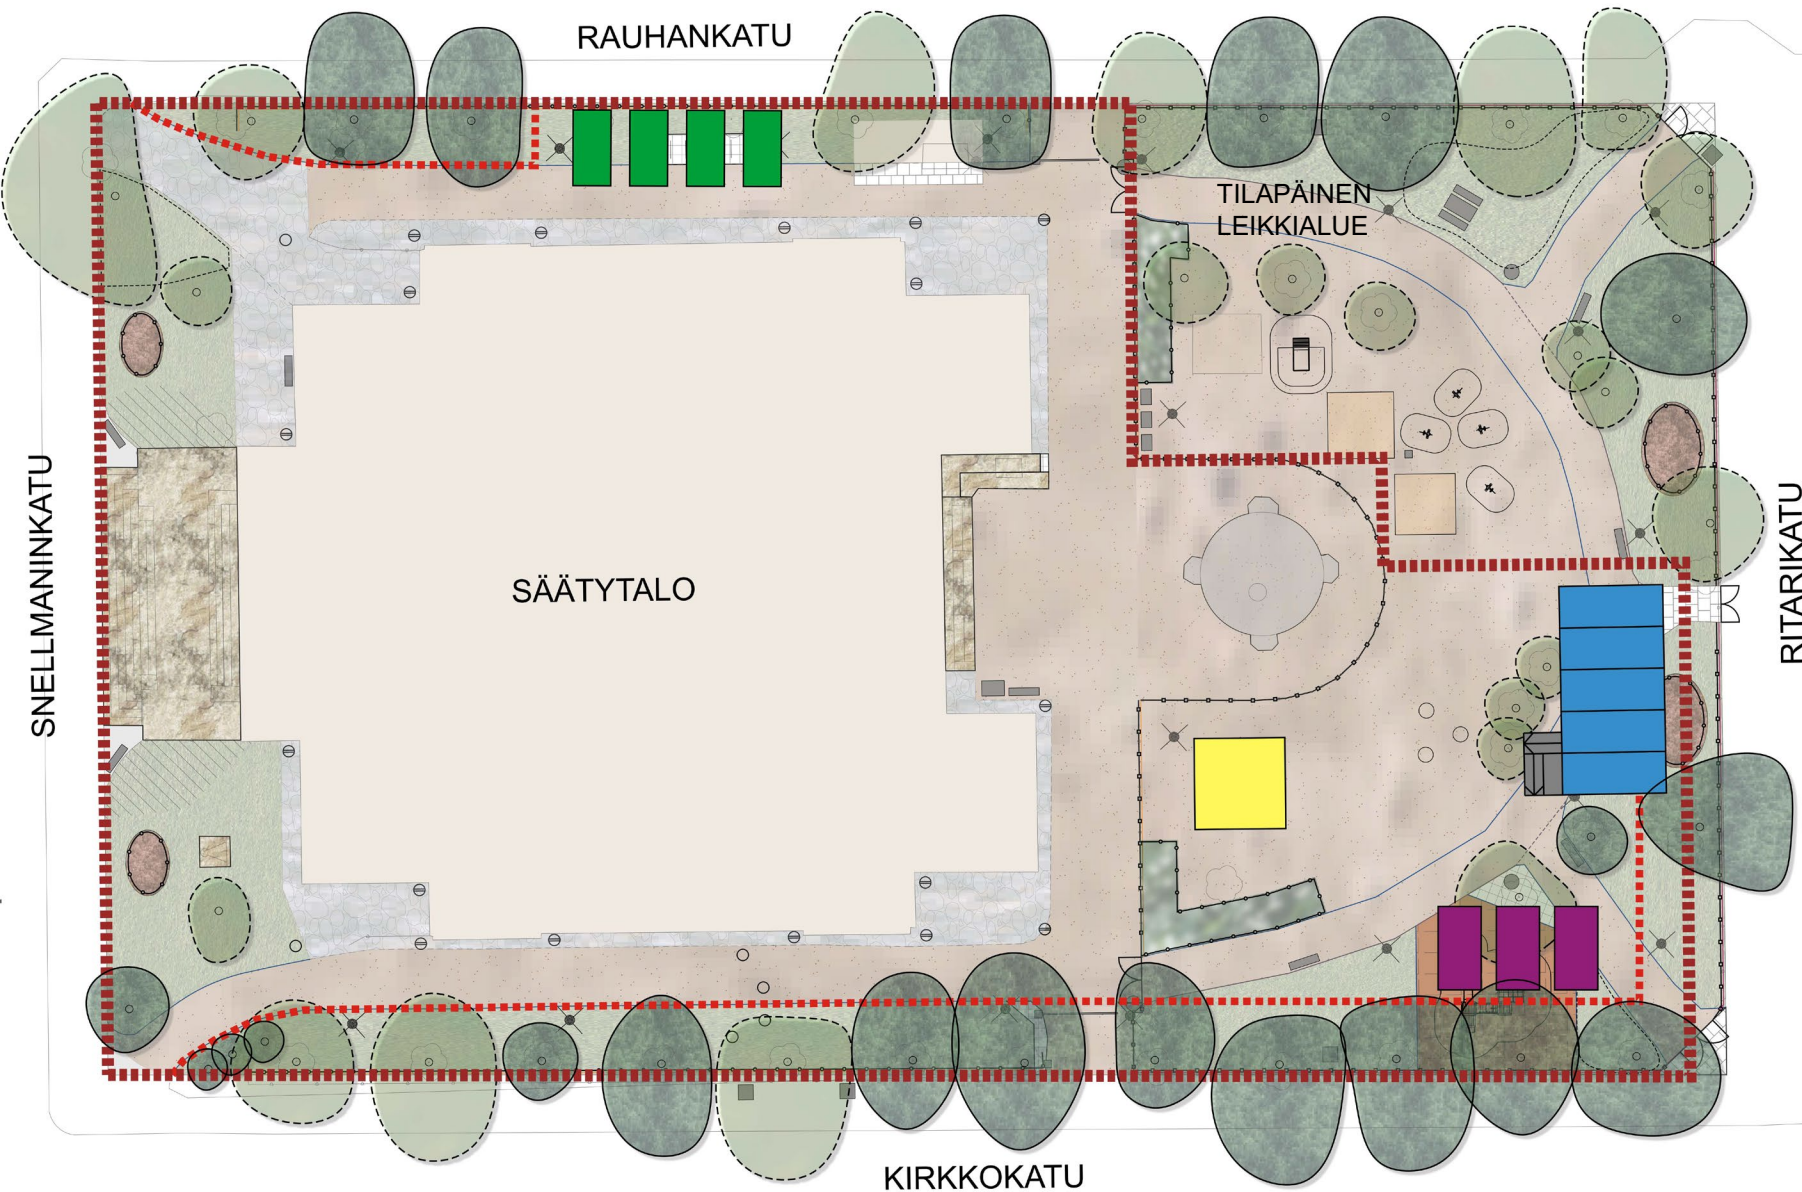 RAUHANKATU
TILAPÄINEN
LEIKKIALUE
SNELLMANINKATU
SÄÄTYTALO
RITARIKATU
KIRKKOKATU